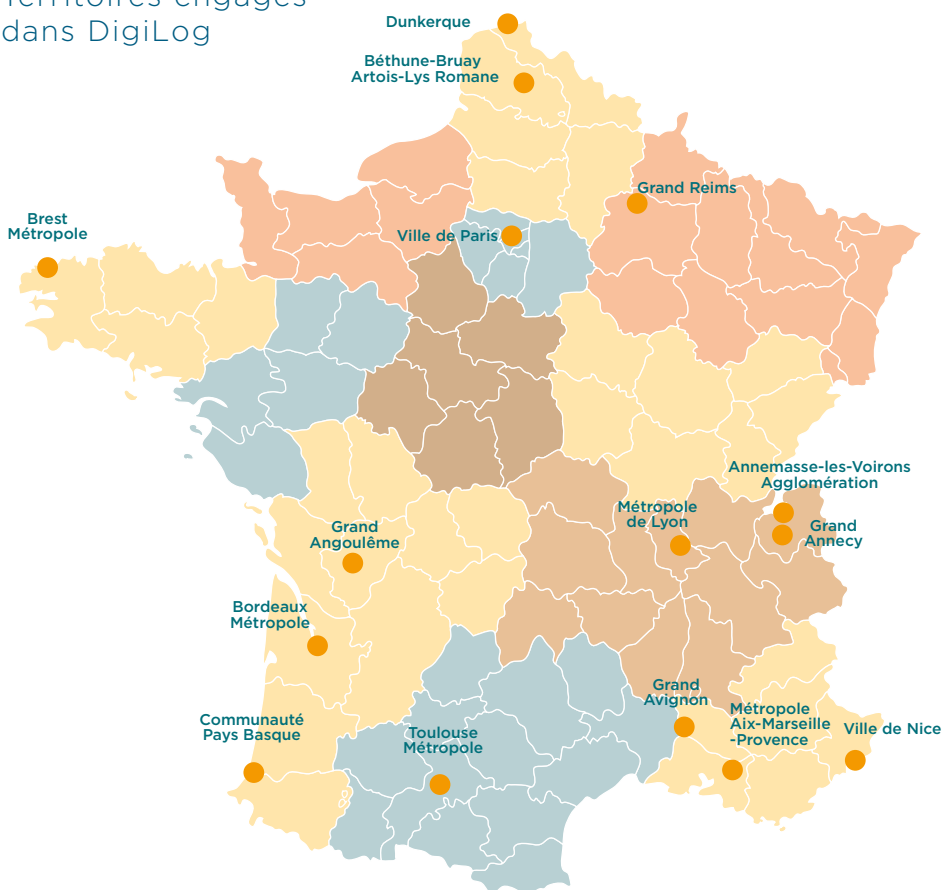 Territoires engagés
dans DigiLog
Dunkerque
Béthune-Bruay
Artois-Lys Romane
Grand Reims
Brest
Métropole
Ville de Paris
Annemasse-les-Voirons
Agglomération
Métropole
de Lyon
Grand
Annecy
Grand
Angoulême
Bordeaux
Métropole
Grand
Avignon
Métropole
Aix-Marseille
-Provence
Ville de Nice
Communauté
Pays Basque
Toulouse
Métropole